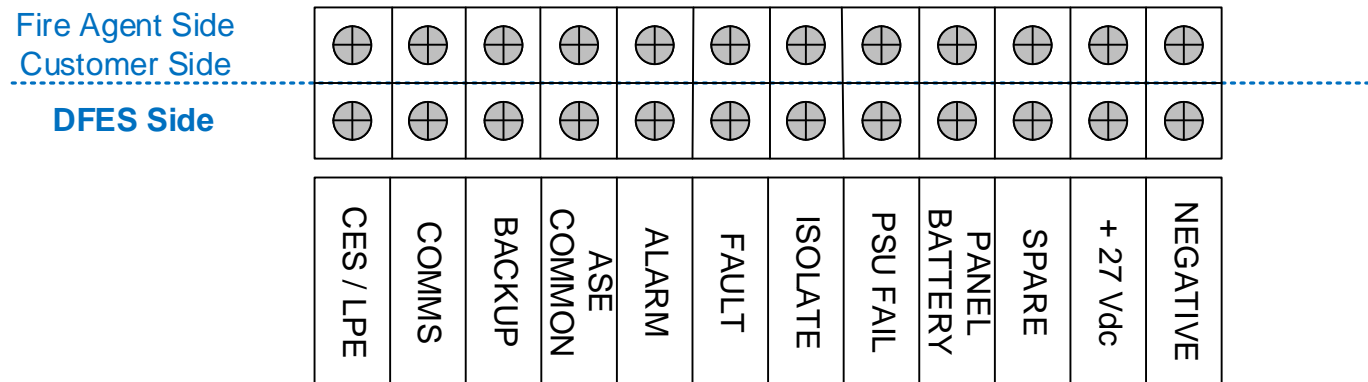 Fire Agent Side
Customer Side
DFES Side
CES / LPE
COMMS
BACKUP
ASE
COMMON
ALARM
FAULT
ISOLATE
PSU FAIL
PANEL
BATTERY
SPARE
+ 27 Vdc
NEGATIVE